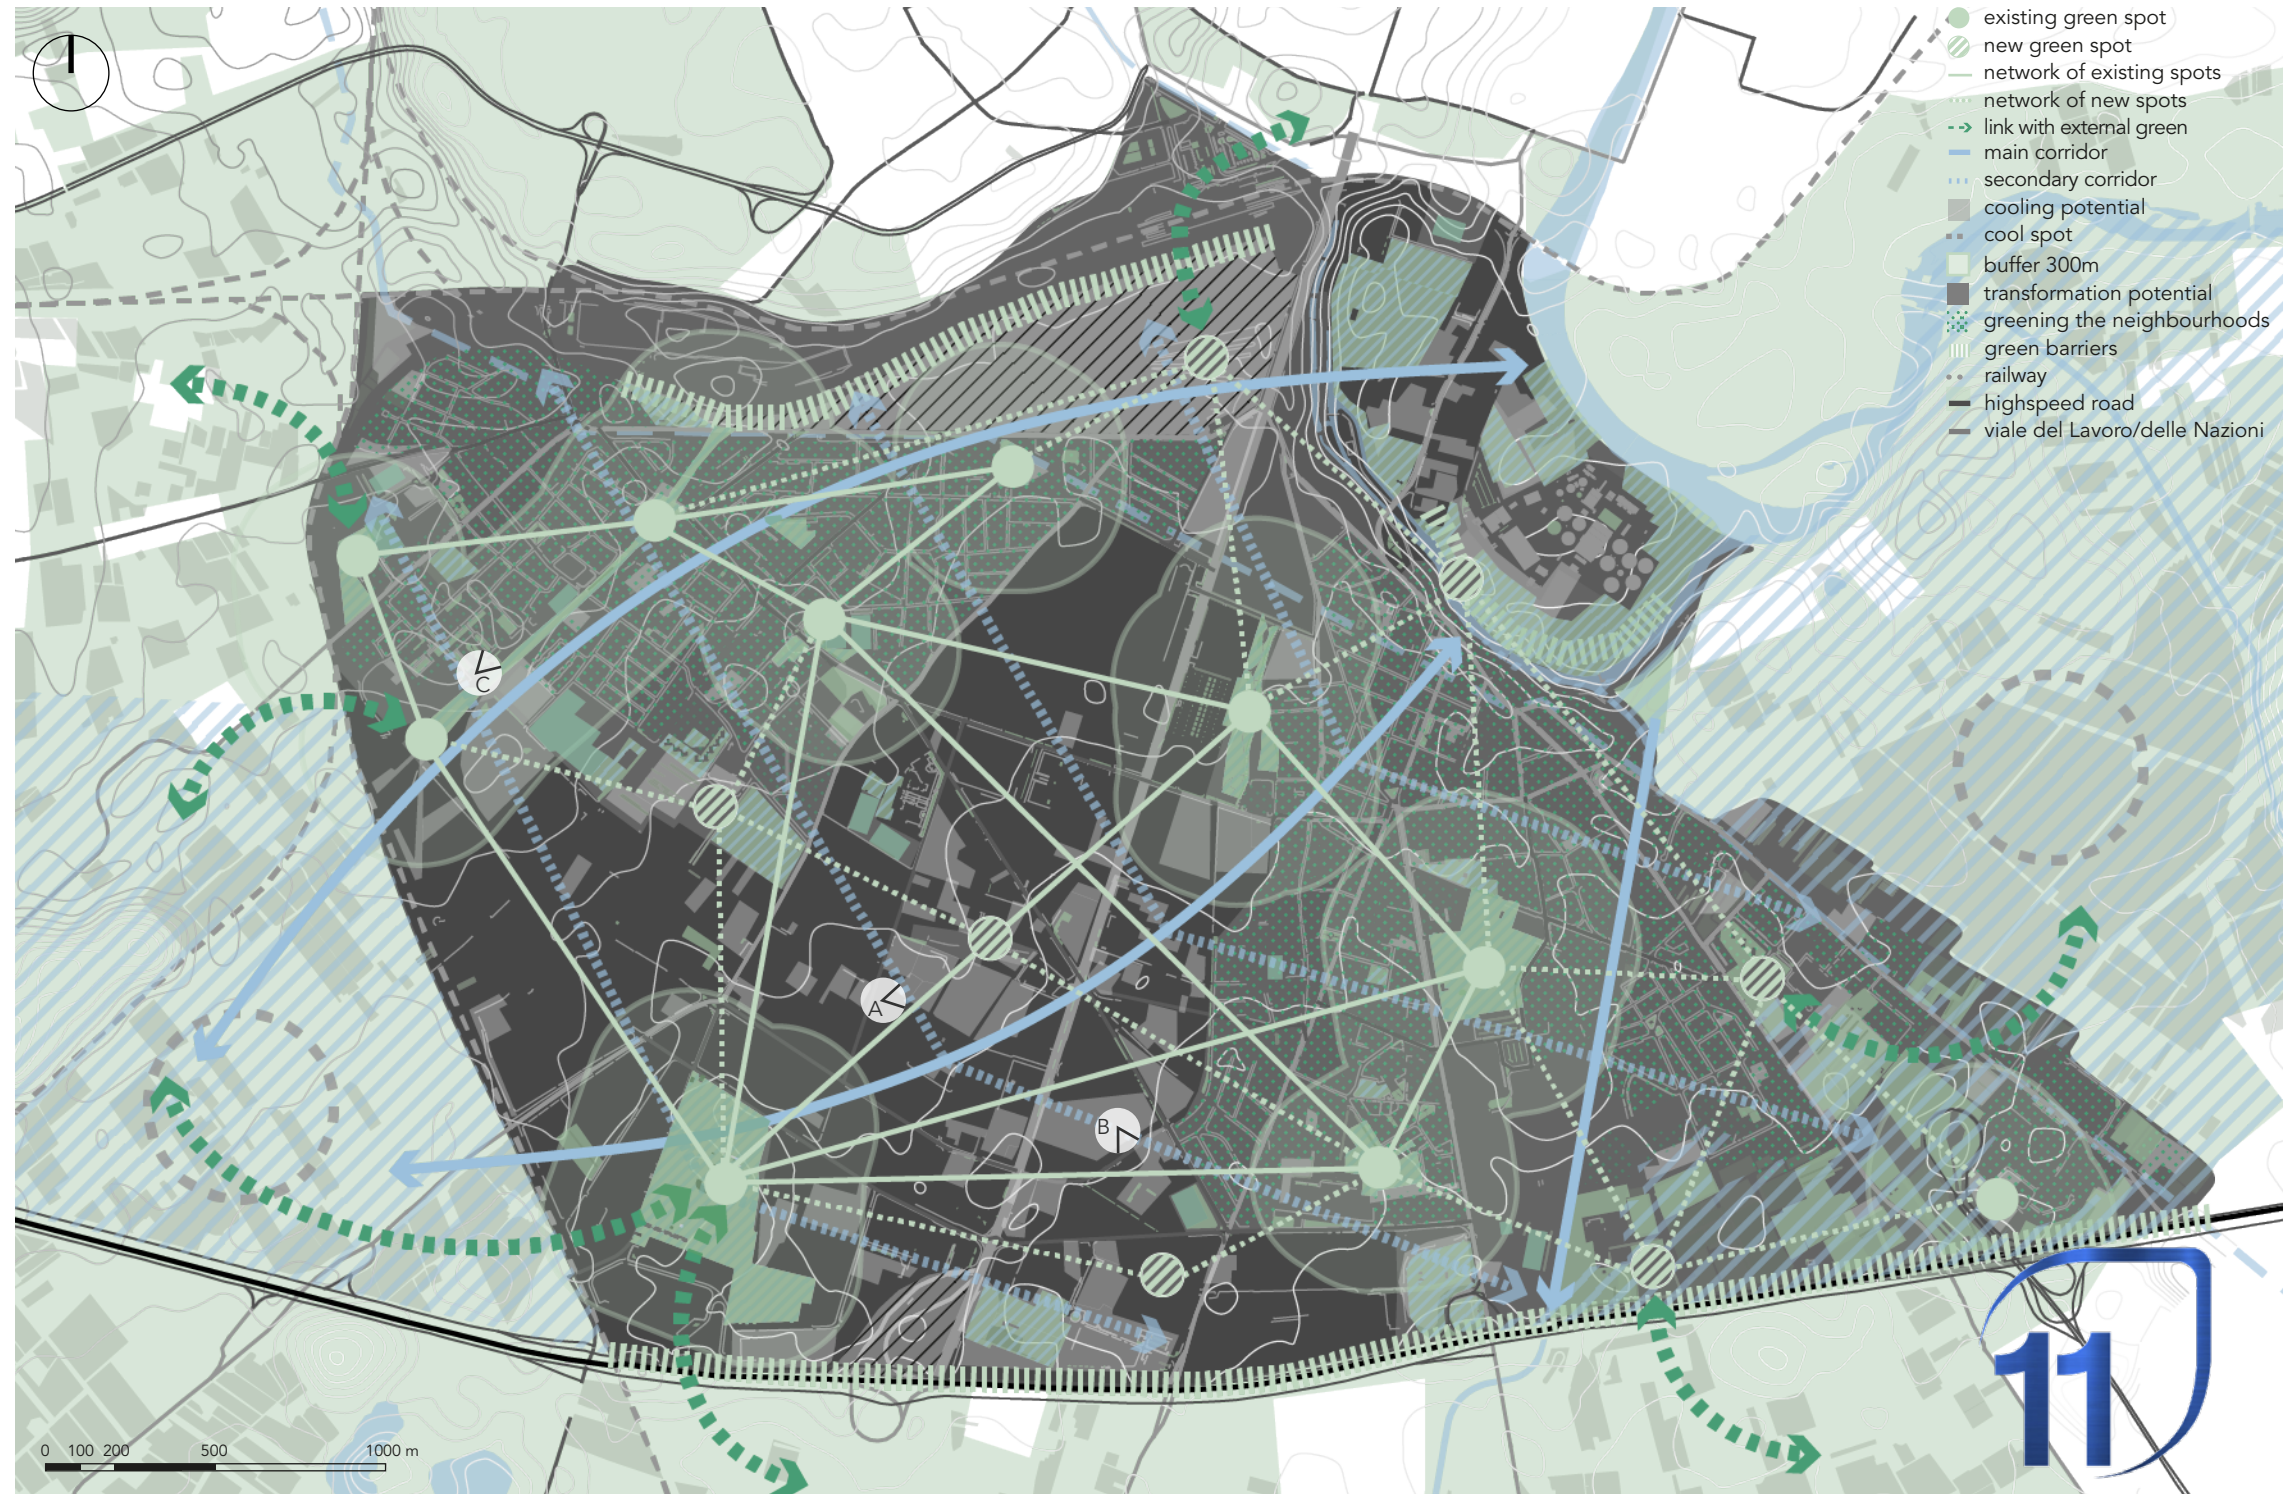 existing green spot
new green spot
network of existing spots
network of new spots
link with external green
main corridor
secondary corridor
cooling potential
cool spot
buffer 300m
transformation potential
greening the neighbourhoods
green barriers
railway
highspeed road
viale del Lavoro/delle Nazioni
C
A
B
11
0 100 200 500 1000 m